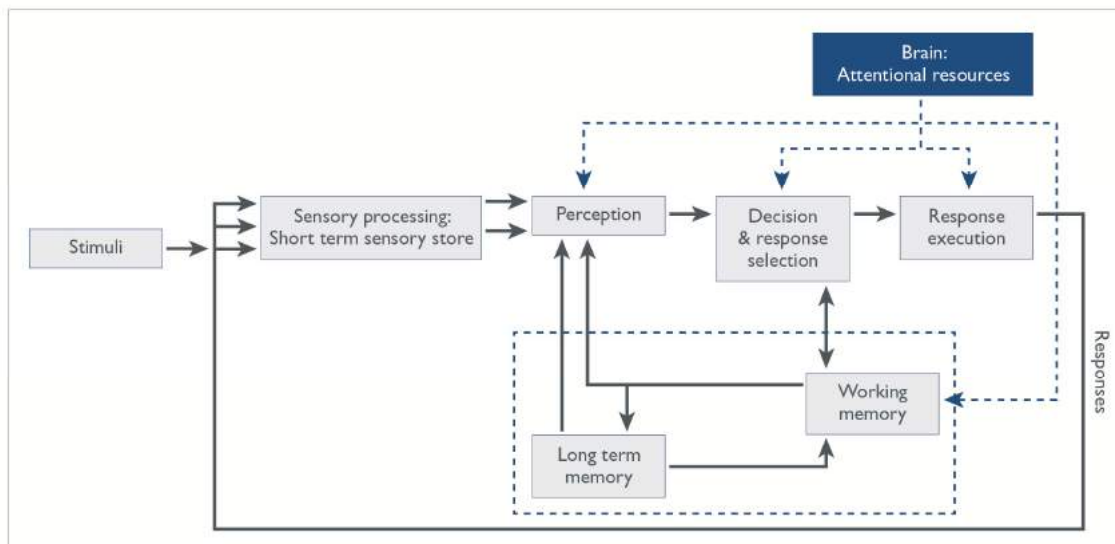 Brain:
Attentional resources
Stimuli
Sensory processing:
Short term sensory store
Perception
Decision
& response
selection
Response
execution
Responses
Working
memory
Long term
memory